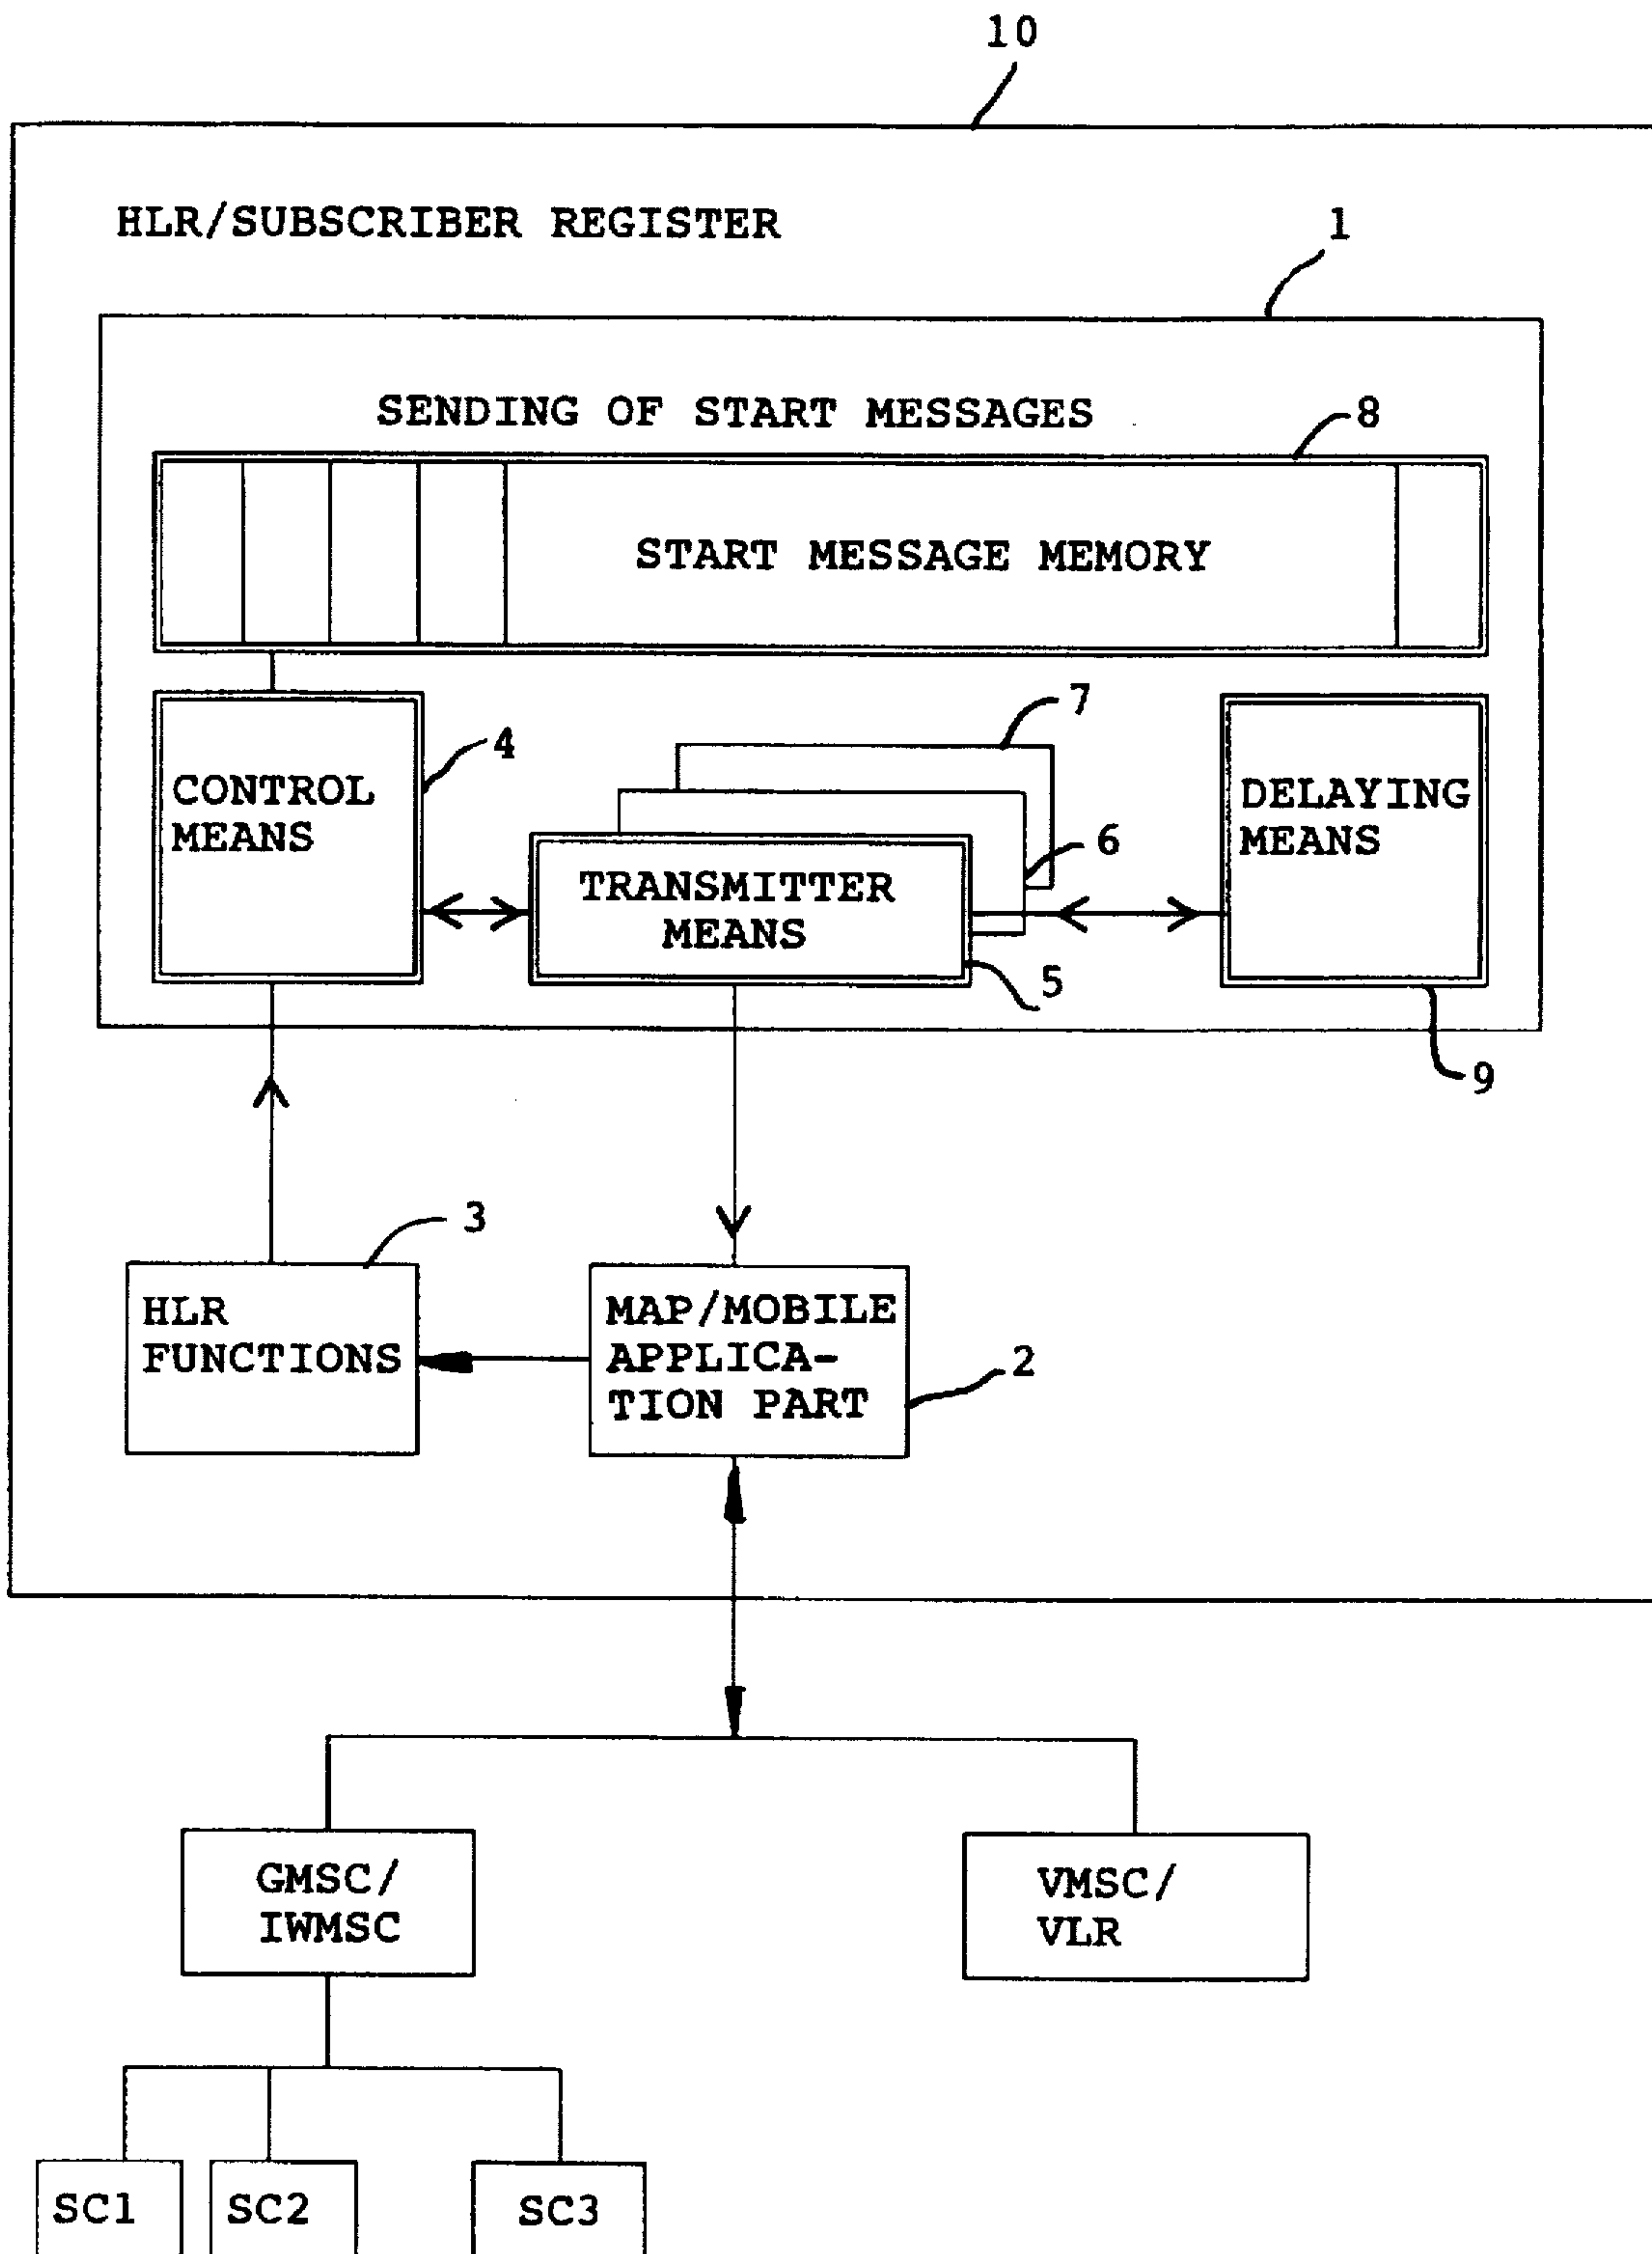 10
HLR/SUBSCRIBER REGISTER
1
SENDING OF START MESSAGES
8
START MESSAGE MEMORY
7
4
CONTROL
MEANS
DELAYING
MEANS
6
TRANSMITTER
MEANS
5
9
3
HLR
FUNCTIONS
MAP/MOBILE
APPLICA-
TION PART
2
GMSC/
IWMSC
VMSC/
VLR
SC1
SC2
SC3